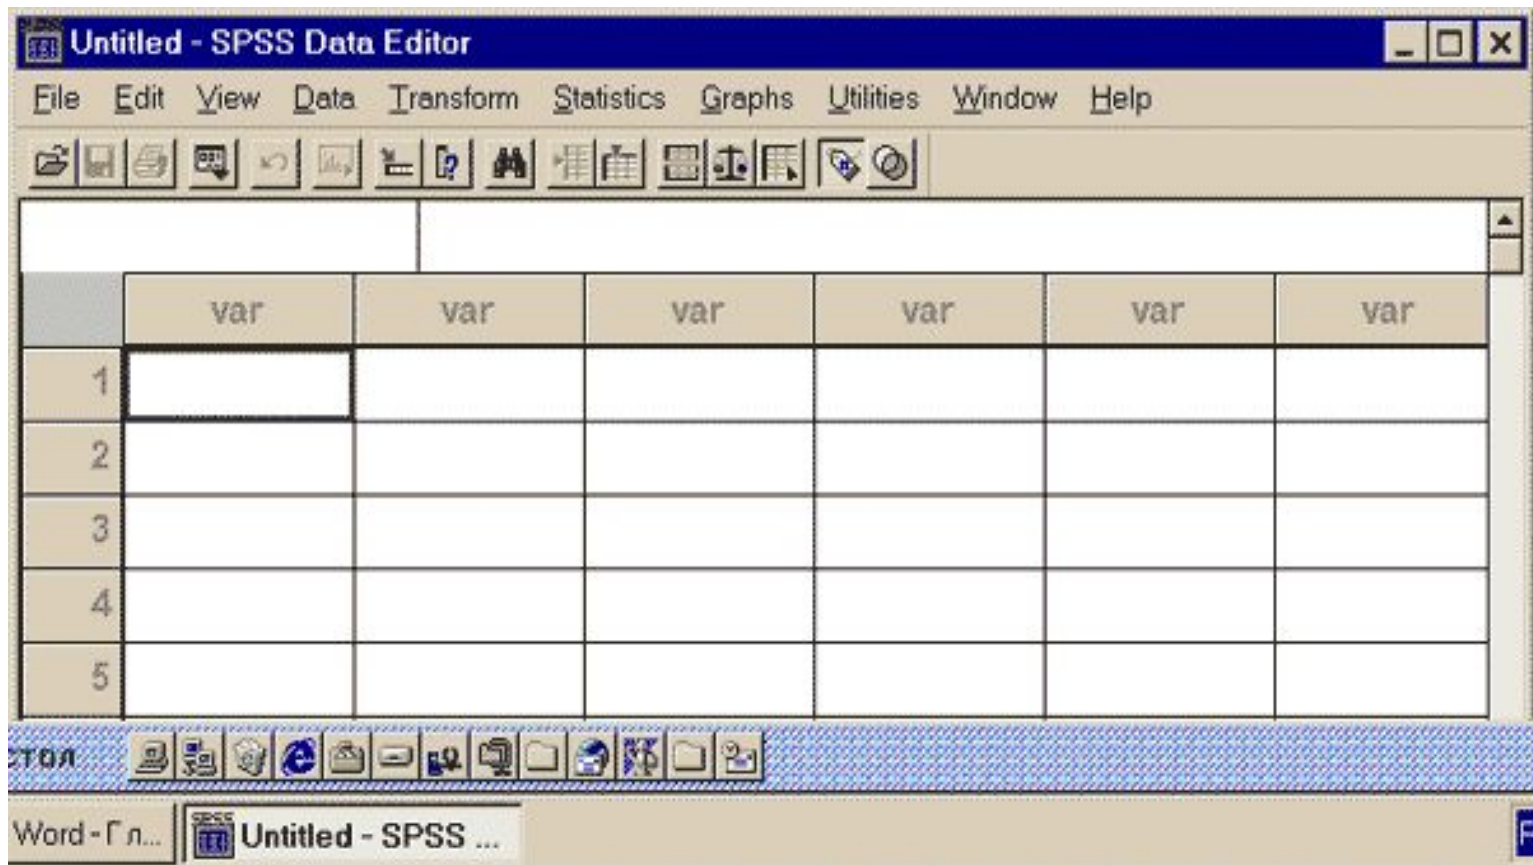 Untitled - SPSS Data Editor
File Edit View Data Transform Statistics Graphs Utilities Window Help
var var var var var var
1
2
3
4
5
стол
Word - Гл... Untitled - SPSS ...